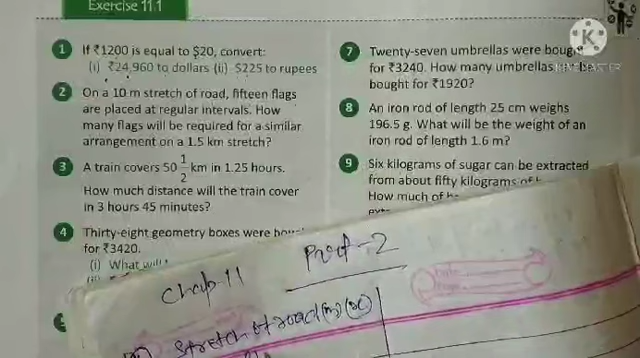 Exercise 11.1
1 If ₹1200 is equal to $20, convert:
(i) ₹24,960 to dollars (ii) $225 to rupees
2 On a 10 m stretch of road, fifteen flags
are placed at regular intervals. How
many flags will be required for a similar
arrangement on a 1.5 km stretch?
3 A train covers 50 1/2 km in 1.25 hours.
How much distance will the train cover
in 3 hours 45 minutes?
4 Thirty-eight geometry boxes were
for ₹3420.
(i) What will
7 Twenty-seven umbrellas were
for ₹3240. How many umbrellas
bought for ₹1920?
8 An iron rod of length 25 cm weighs
196.5 g. What will be the weight of an
iron rod of length 1.6 m?
9 Six kilograms of sugar can be extracted
from about fifty kilograms of
How much of
K
KINEMASTER
Chap-11 Part-2
Stretch of road (m) (x)